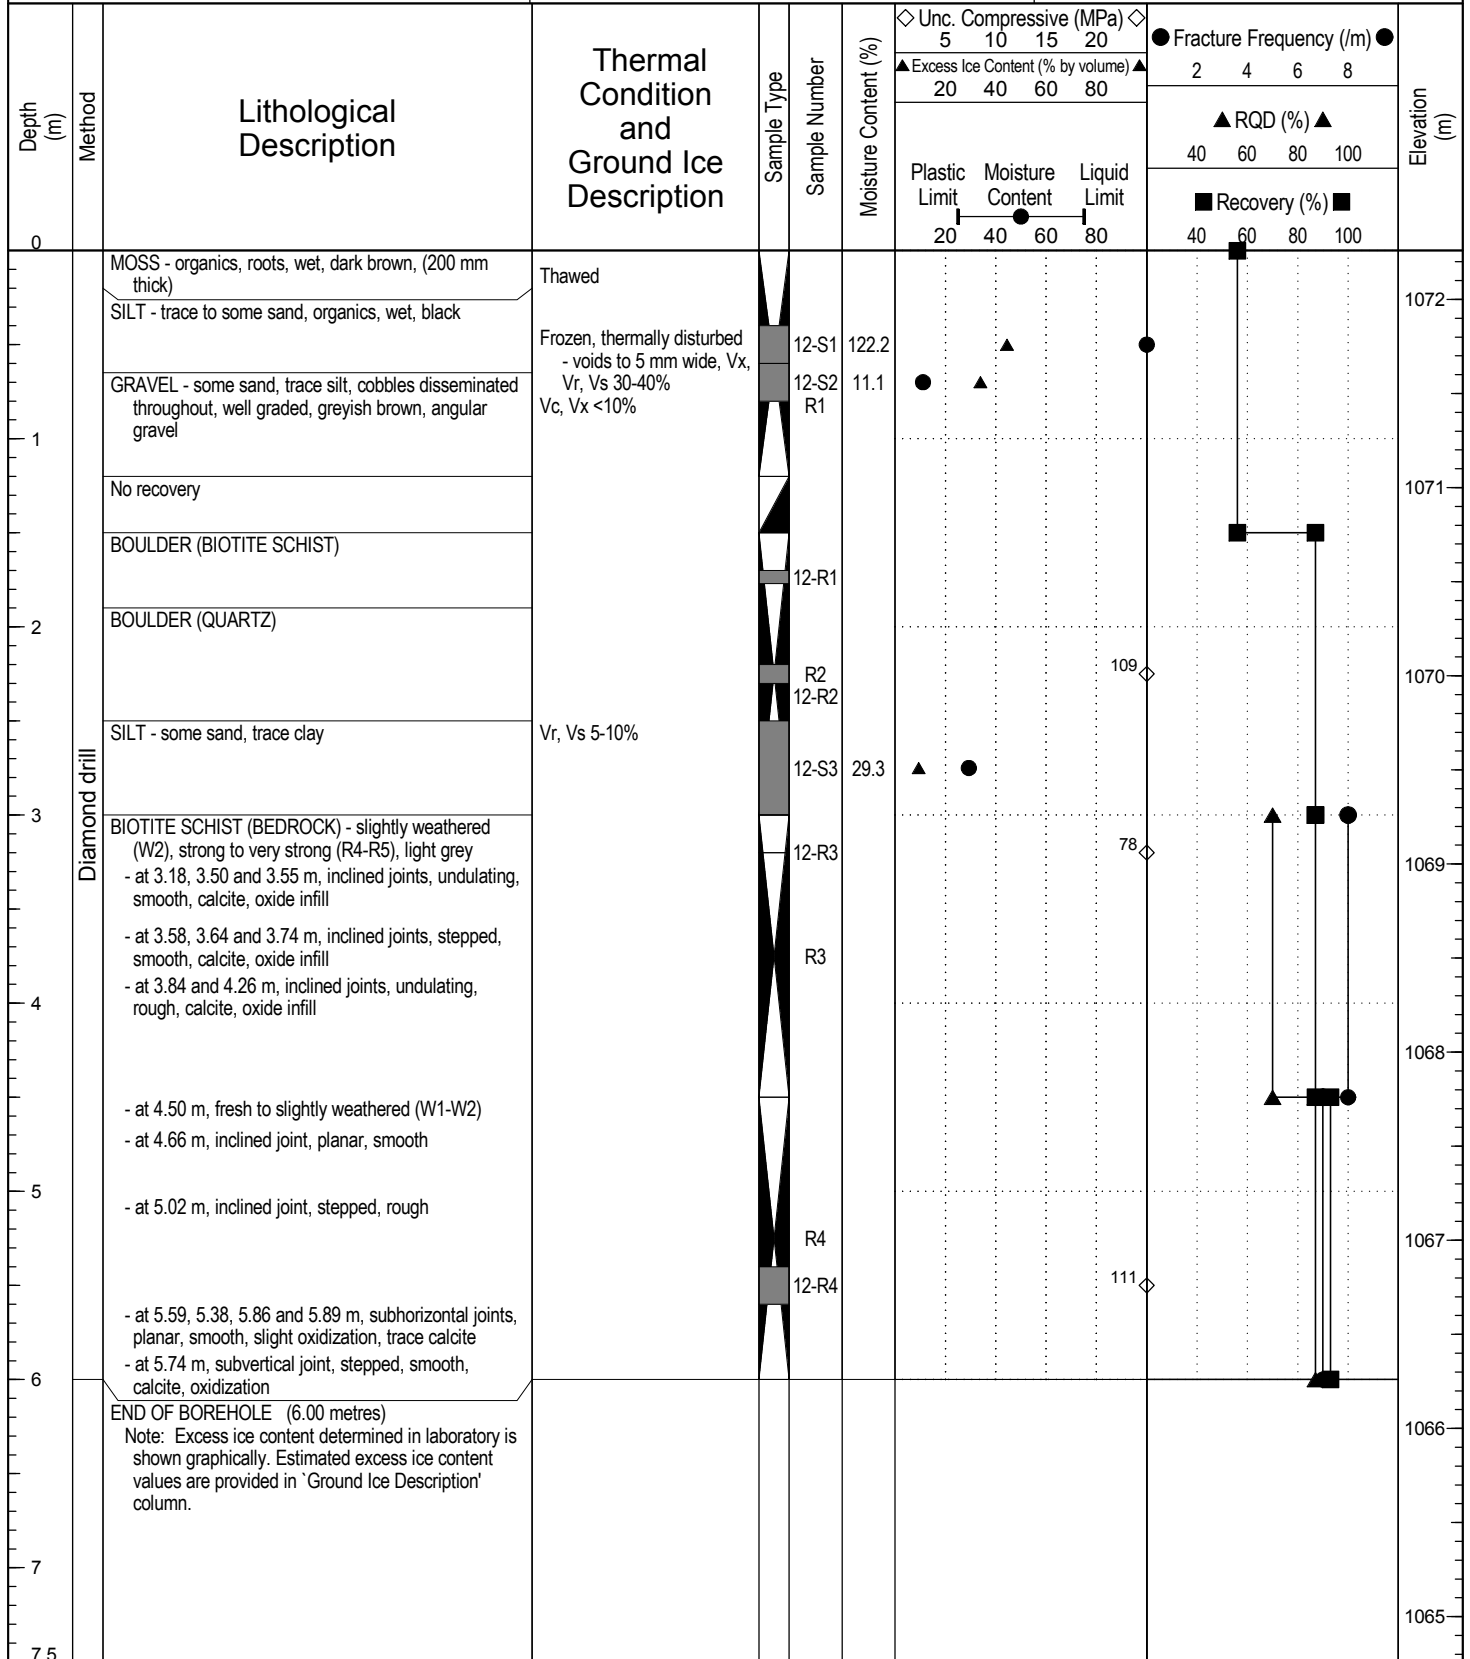 Depth (m)
Method
Lithological
Description
Thermal
Condition
and
Ground Ice
Description
Sample Type
Sample Number
Moisture Content (%)
◇ Unc. Compressive (MPa) ◇
5 10 15 20
▲ Excess Ice Content (% by volume) ▲
20 40 60 80
Plastic Limit
Moisture Content
Liquid Limit
20 40 60 80
● Fracture Frequency (/m) ●
2 4 6 8
▲ RQD (%) ▲
40 60 80 100
■ Recovery (%) ■
40 60 80 100
Elevation (m)
0
MOSS - organics, roots, wet, dark brown, (200 mm
thick)
Thawed
1072
SILT - trace to some sand, organics, wet, black
Frozen, thermally disturbed
- voids to 5 mm wide, Vx,
Vr, Vs 30-40%
12-S1 122.2
GRAVEL - some sand, trace silt, cobbles disseminated
throughout, well graded, greyish brown, angular
gravel
12-S2 11.1
Vc, Vx <10%
R1
1
No recovery
1071
BOULDER (BIOTITE SCHIST)
12-R1
BOULDER (QUARTZ)
2
R2
109
1070
12-R2
SILT - some sand, trace clay
Vr, Vs 5-10%
12-S3 29.3
Diamond drill
3
BIOTITE SCHIST (BEDROCK) - slightly weathered
(W2), strong to very strong (R4-R5), light grey
12-R3
78
1069
- at 3.18, 3.50 and 3.55 m, inclined joints, undulating,
smooth, calcite, oxide infill
- at 3.58, 3.64 and 3.74 m, inclined joints, stepped,
smooth, calcite, oxide infill
R3
- at 3.84 and 4.26 m, inclined joints, undulating,
rough, calcite, oxide infill
4
1068
- at 4.50 m, fresh to slightly weathered (W1-W2)
- at 4.66 m, inclined joint, planar, smooth
5
- at 5.02 m, inclined joint, stepped, rough
R4
1067
12-R4
111
- at 5.59, 5.38, 5.86 and 5.89 m, subhorizontal joints,
planar, smooth, slight oxidization, trace calcite
- at 5.74 m, subvertical joint, stepped, smooth,
calcite, oxidization
6
END OF BOREHOLE (6.00 metres)
1066
Note: Excess ice content determined in laboratory is
shown graphically. Estimated excess ice content
values are provided in `Ground Ice Description'
column.
7
1065
7.5